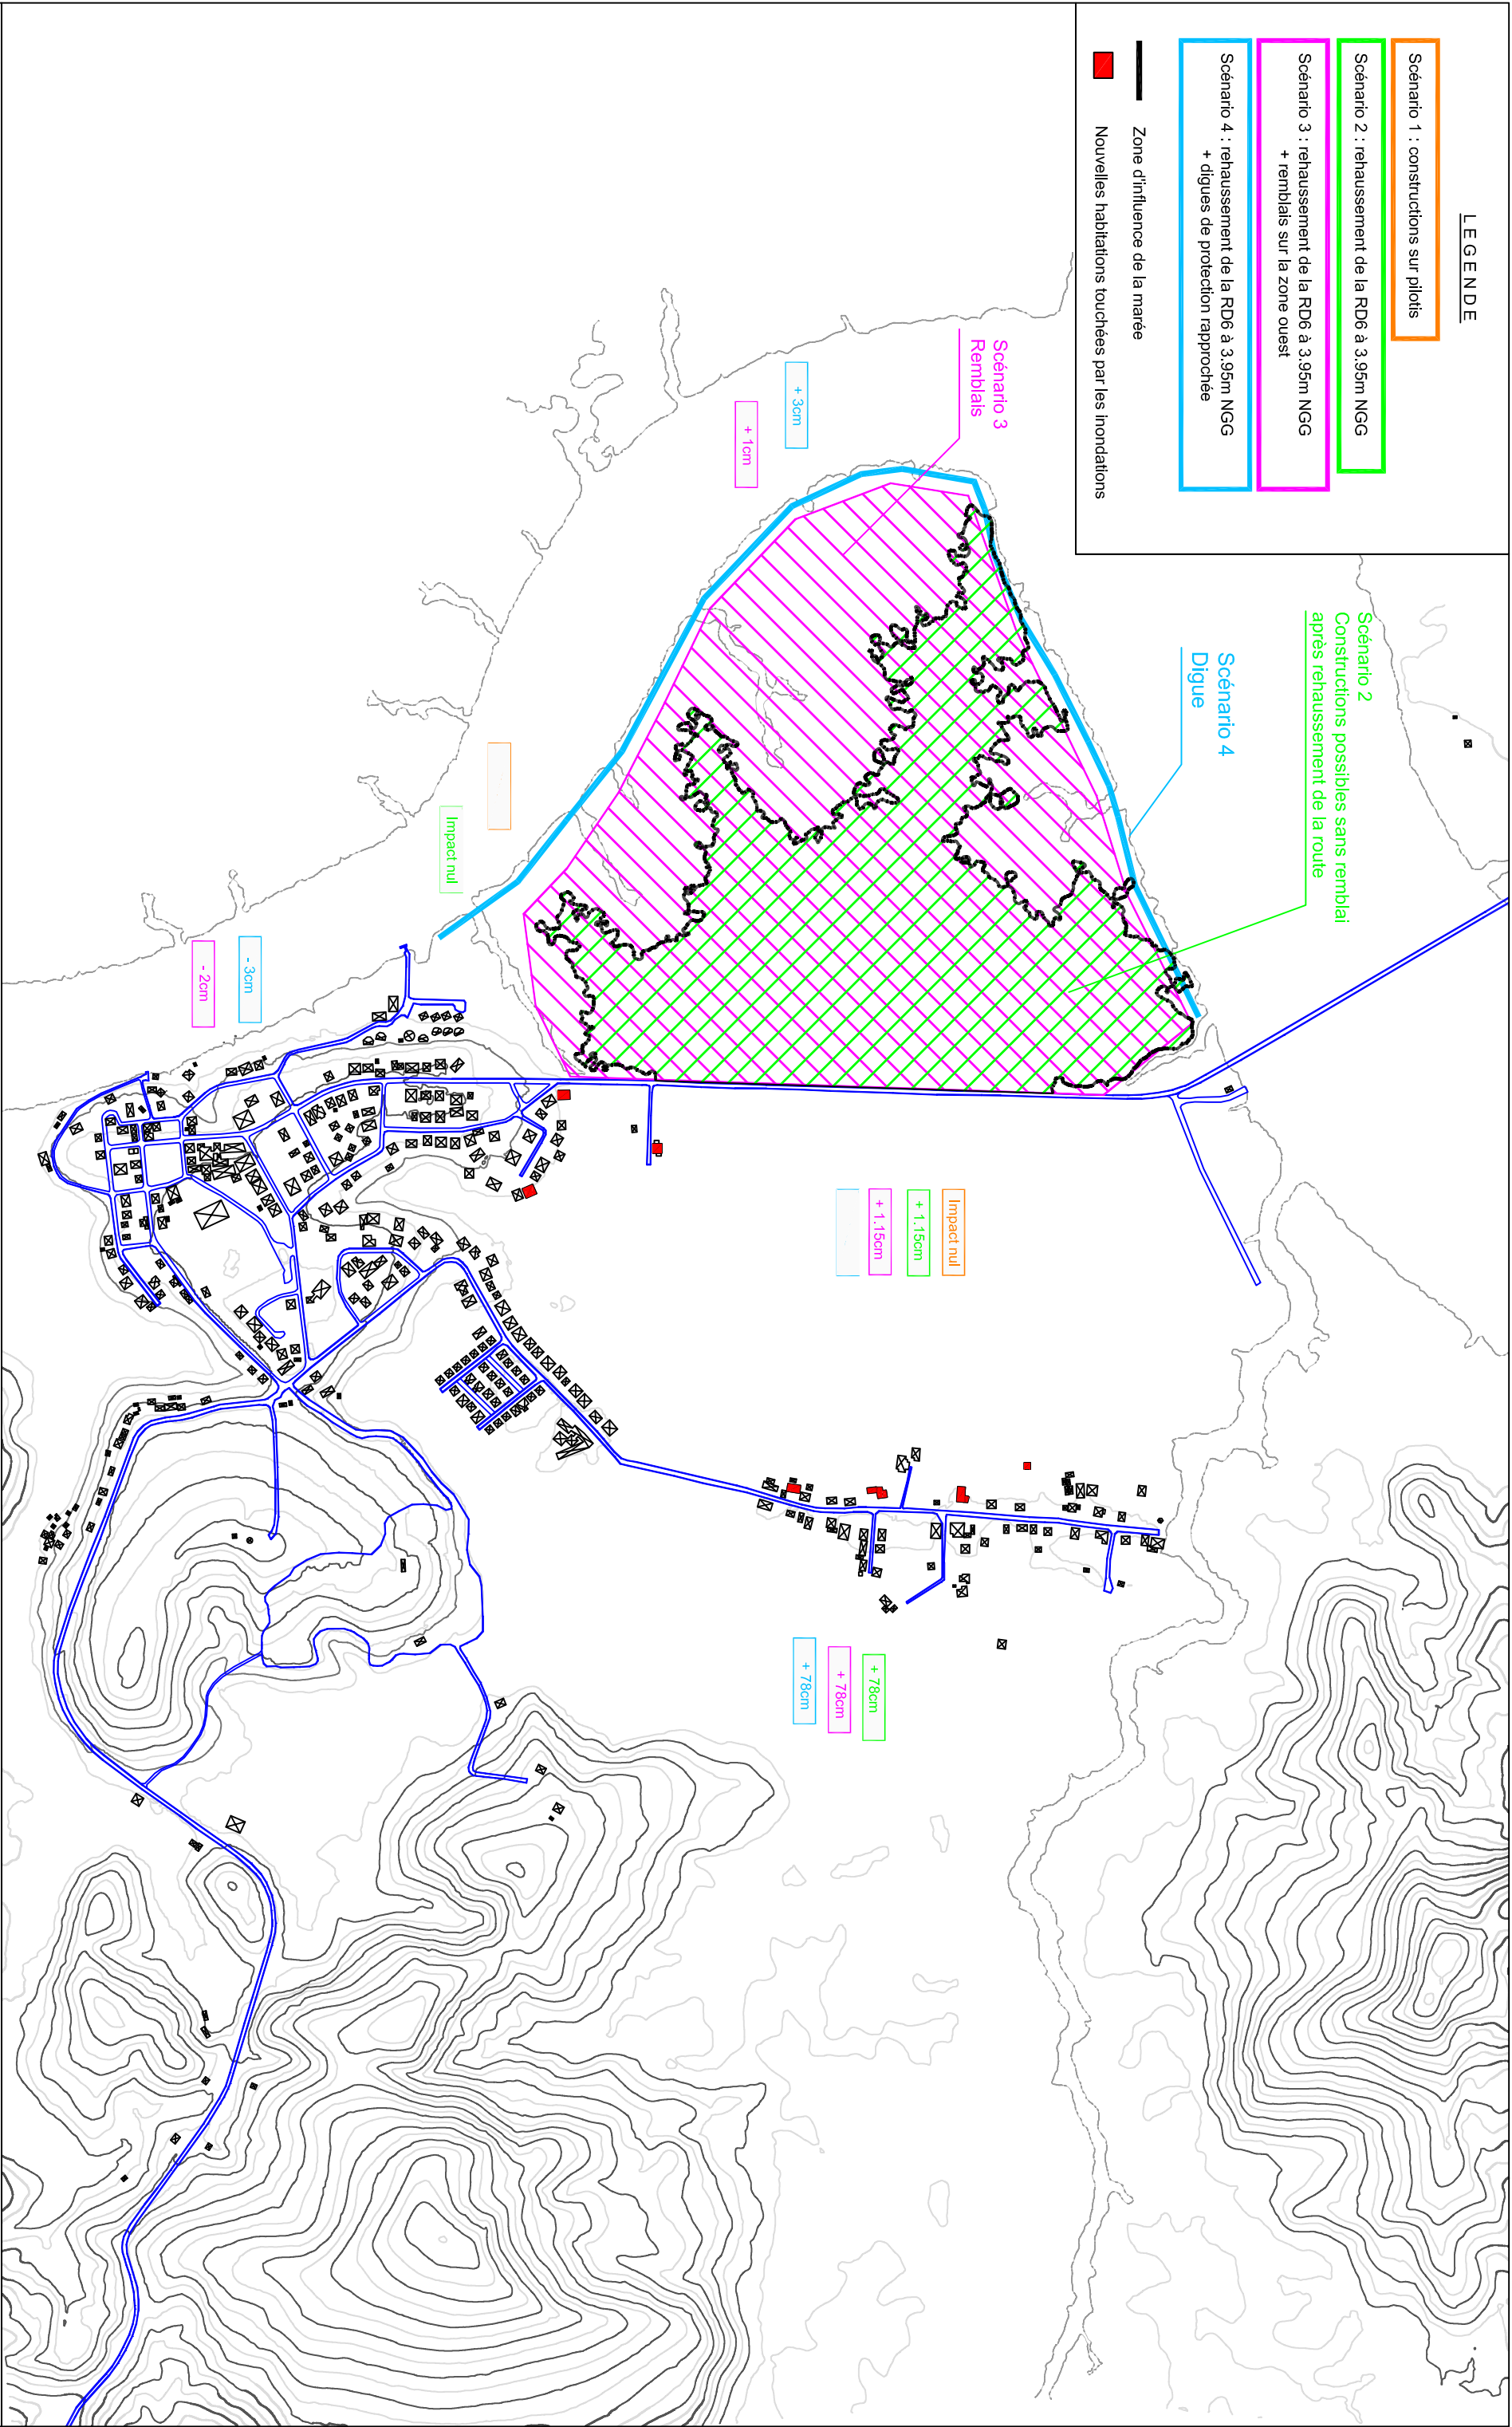 LEGENDE
Scénario 1 : constructions sur pilotis
Scénario 2 : rehaussement de la RD6 à 3.95m NGG
Scénario 3 : rehaussement de la RD6 à 3.95m NGG
+ remblais sur la zone ouest
Scénario 4 : rehaussement de la RD6 à 3.95m NGG
+ digues de protection rapprochée
Zone d'influence de la marée
Nouvelles habitations touchées par les inondations
Scénario 2
Constructions possibles sans remblai
après rehaussement de la route
Scénario 4
Digue
Scénario 3
Remblais
+ 3cm
+ 1cm
Impact nul
- 3cm
- 2cm
Impact nul
+ 1.15cm
+ 1.15cm
+ 78cm
+ 78cm
+ 78cm